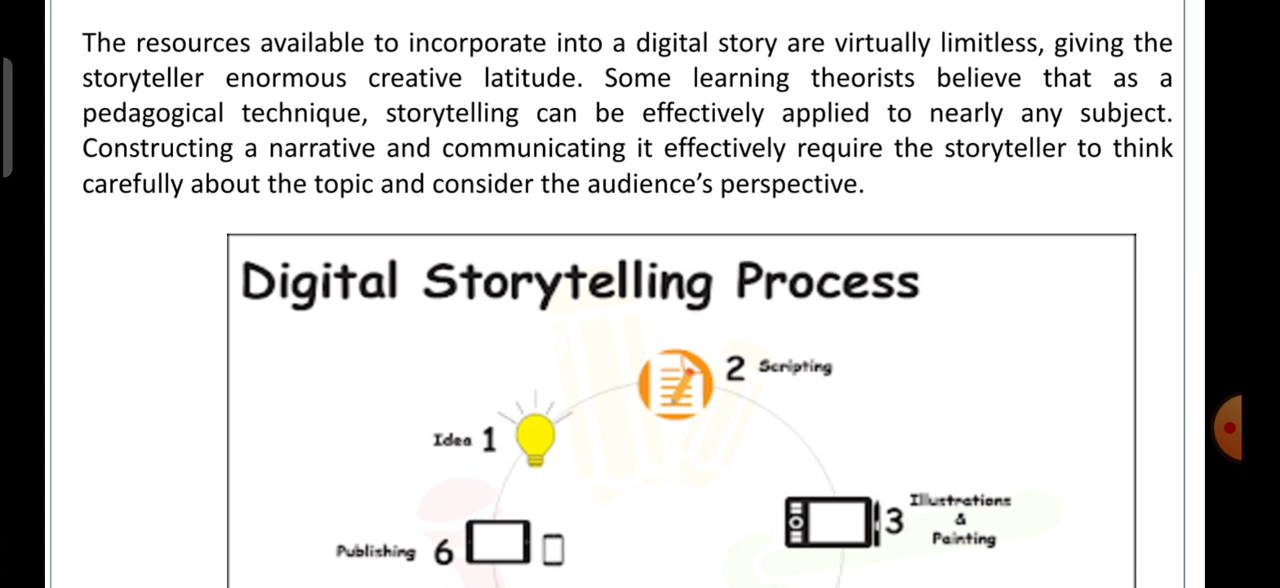 The resources available to incorporate into a digital story are virtually limitless, giving the
storyteller enormous creative latitude. Some learning theorists believe that as a
pedagogical technique, storytelling can be effectively applied to nearly any subject.
Constructing a narrative and communicating it effectively require the storyteller to think
carefully about the topic and consider the audience’s perspective.
Digital Storytelling Process
2 Scripting
Idea 1
Illustrations
3 &
Painting
Publishing 6